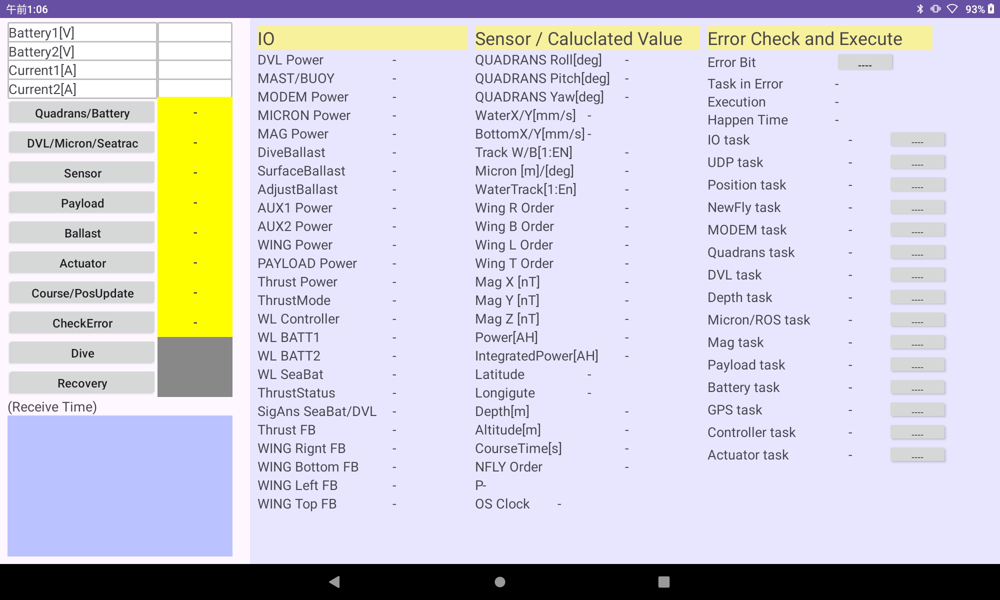 午前1:06
93%
Battery1[V]
Battery2[V]
Current1[A]
Current2[A]
Quadrans/Battery -
DVL/Micron/Seatrac -
Sensor -
Payload -
Ballast -
Actuator -
Course/PosUpdate -
CheckError -
Dive
Recovery
(Receive Time)
IO
DVL Power -
MAST/BUOY -
MODEM Power -
MICRON Power -
MAG Power -
DiveBallast -
SurfaceBallast -
AdjustBallast -
AUX1 Power -
AUX2 Power -
WING Power -
PAYLOAD Power -
Thrust Power -
ThrustMode -
WL Controller -
WL BATT1 -
WL BATT2 -
WL SeaBat -
ThrustStatus -
SigAns SeaBat/DVL -
Thrust FB -
WING Rignt FB -
WING Bottom FB -
WING Left FB -
WING Top FB -
Sensor / Caluclated Value
QUADRANS Roll[deg] -
QUADRANS Pitch[deg] -
QUADRANS Yaw[deg] -
WaterX/Y[mm/s] -
BottomX/Y[mm/s] -
Track W/B[1:EN] -
Micron [m]/[deg] -
WaterTrack[1:En] -
Wing R Order -
Wing B Order -
Wing L Order -
Wing T Order -
Mag X [nT] -
Mag Y [nT] -
Mag Z [nT] -
Power[AH] -
IntegratedPower[AH] -
Latitude -
Longigute -
Depth[m] -
Altitude[m] -
CourseTime[s] -
NFLY Order -
P-
OS Clock -
Error Check and Execute
Error Bit ----
Task in Error -
Execution -
Happen Time -
IO task - ----
UDP task - ----
Position task - ----
NewFly task - ----
MODEM task - ----
Quadrans task - ----
DVL task - ----
Depth task - ----
Micron/ROS task - ----
Mag task - ----
Payload task - ----
Battery task - ----
GPS task - ----
Controller task - ----
Actuator task - ----